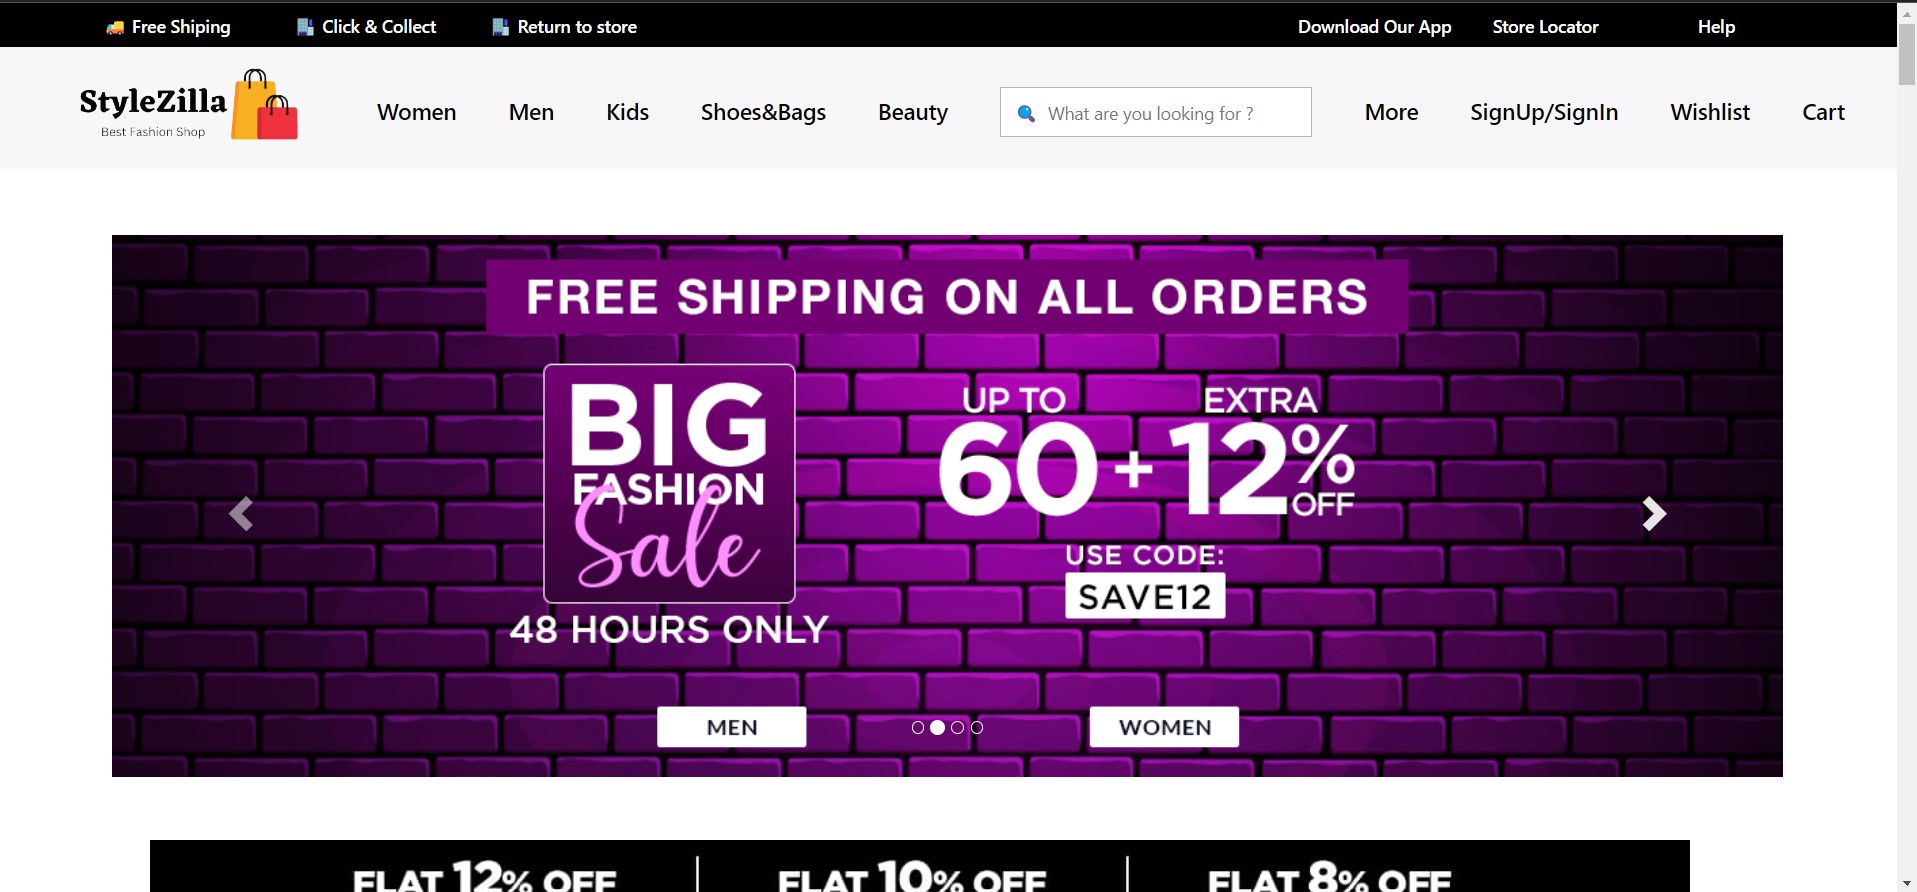 Free Shiping
Click & Collect
Return to store
Download Our App
Store Locator
Help
StyleZilla
Best Fashion Shop
Women
Men
Kids
Shoes&Bags
Beauty
What are you looking for ?
More
SignUp/SignIn
Wishlist
Cart
FREE SHIPPING ON ALL ORDERS
BIG
FASHION
Sale
48 HOURS ONLY
UP TO
EXTRA
60 + 12%
OFF
USE CODE:
SAVE12
MEN
WOMEN
FLAT 12% OFF
FLAT 10% OFF
FLAT 8% OFF